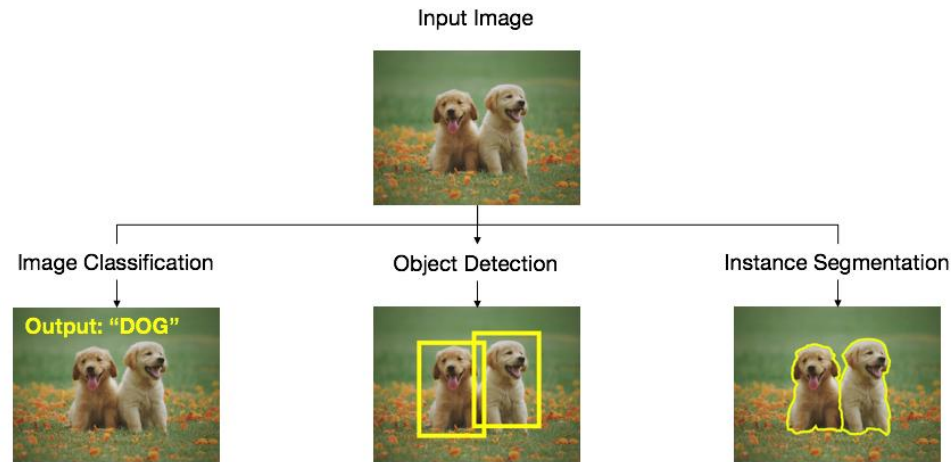 Input Image
Image Classification
Object Detection
Instance Segmentation
Output: “DOG”